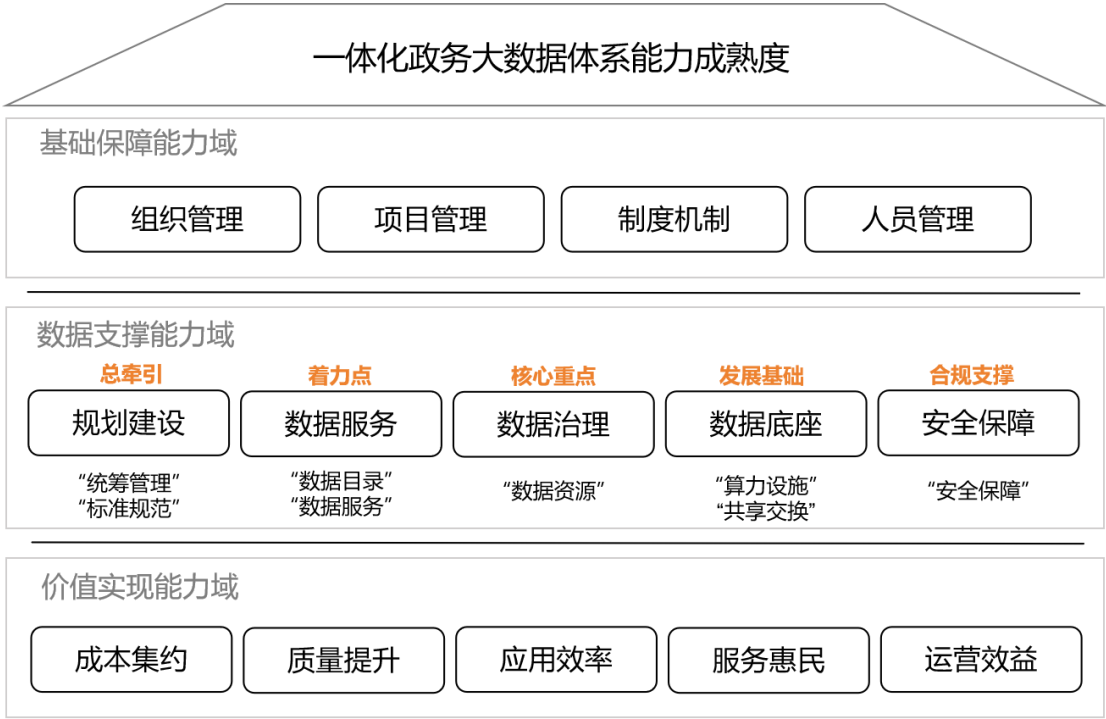 一体化政务大数据体系能力成熟度
基础保障能力域
组织管理 项目管理 制度机制 人员管理
数据支撑能力域
总牵引 着力点 核心重点 发展基础 合规支撑
规划建设 数据服务 数据治理 数据底座 安全保障
“统筹管理” “数据目录” “数据资源” “算力设施” “安全保障”
“标准规范” “数据服务” “共享交换”
价值实现能力域
成本集约 质量提升 应用效率 服务惠民 运营效益